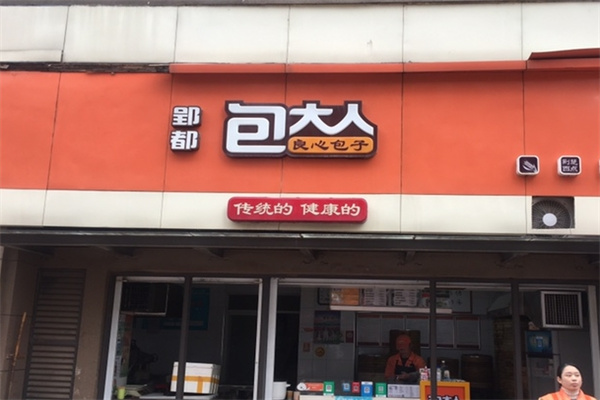 郢都
包大人
良心包子
传统的 健康的